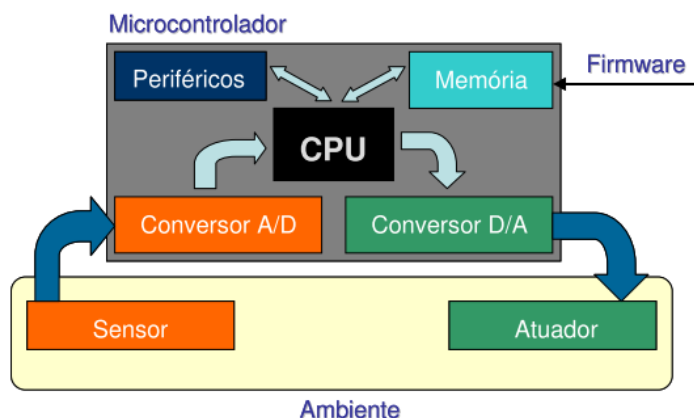 Microcontrolador
Periféricos
Memória
Firmware
CPU
Conversor A/D
Conversor D/A
Sensor
Atuador
Ambiente